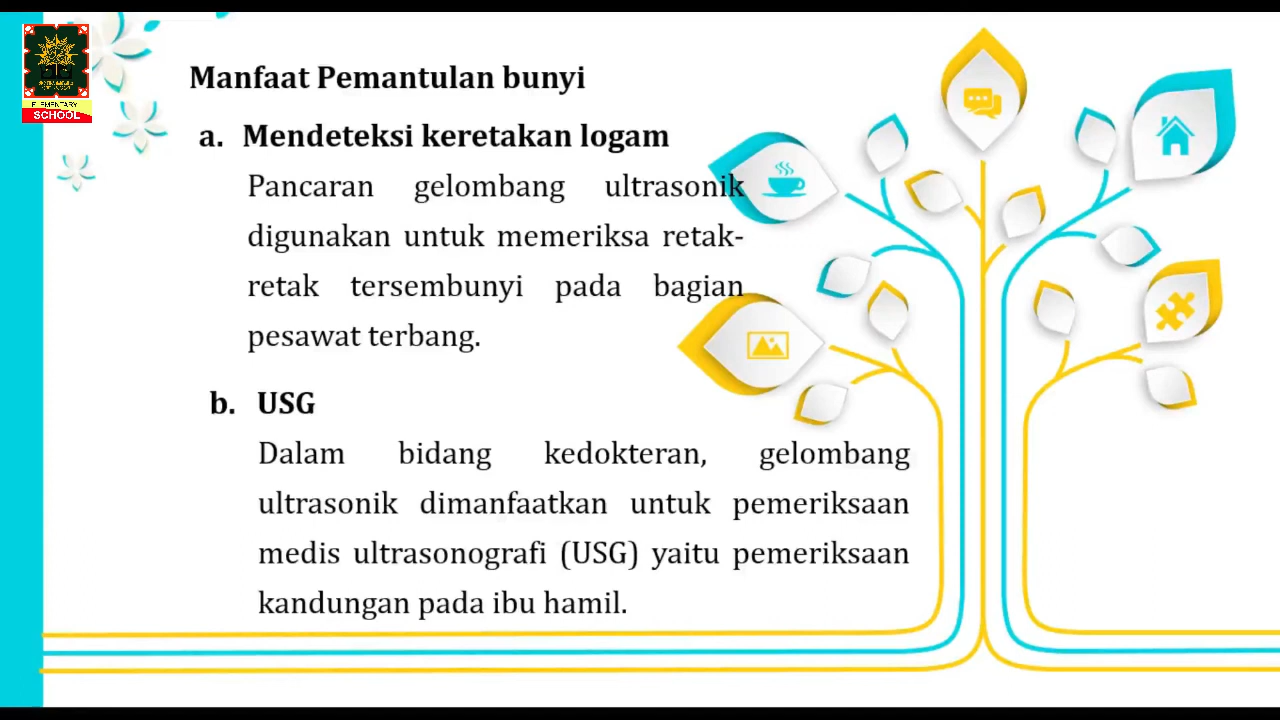 ELEMENTARY
SCHOOL
Manfaat Pemantulan bunyi
a. Mendeteksi keretakan logam
Pancaran gelombang ultrasonik
digunakan untuk memeriksa retak-
retak tersembunyi pada bagian
pesawat terbang.
b. USG
Dalam bidang kedokteran, gelombang
ultrasonik dimanfaatkan untuk pemeriksaan
medis ultrasonografi (USG) yaitu pemeriksaan
kandungan pada ibu hamil.